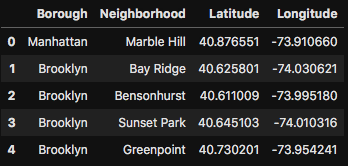 Borough Neighborhood Latitude Longitude
0 Manhattan Marble Hill 40.876551 -73.910660
1 Brooklyn Bay Ridge 40.625801 -74.030621
2 Brooklyn Bensonhurst 40.611009 -73.995180
3 Brooklyn Sunset Park 40.645103 -74.010316
4 Brooklyn Greenpoint 40.730201 -73.954241